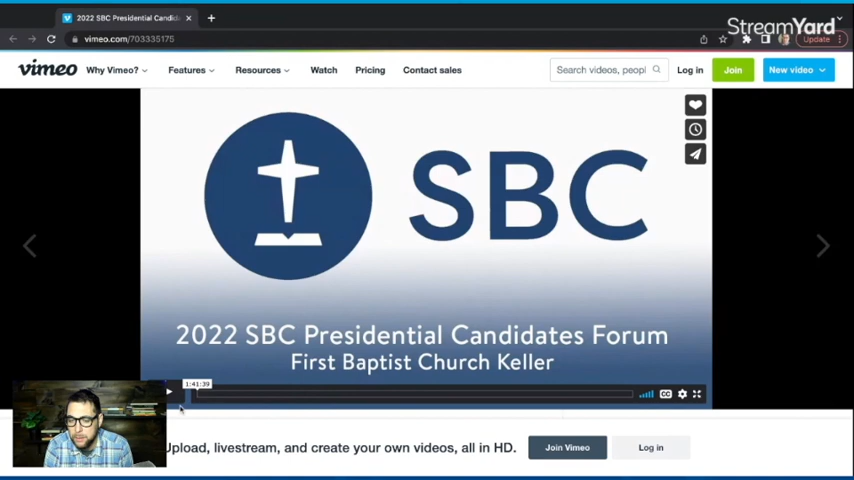 2022 SBC Presidential Candid
StreamYard
vimeo.com/703335175
Update
vimeo
Why Vimeo?
Features
Resources
Watch
Pricing
Contact sales
Search videos, peopl
Log in
Join
New video
SBC
2022 SBC Presidential Candidates Forum
First Baptist Church Keller
1:41:39
CC
Upload, livestream, and create your own videos, all in HD.
Join Vimeo
Log in